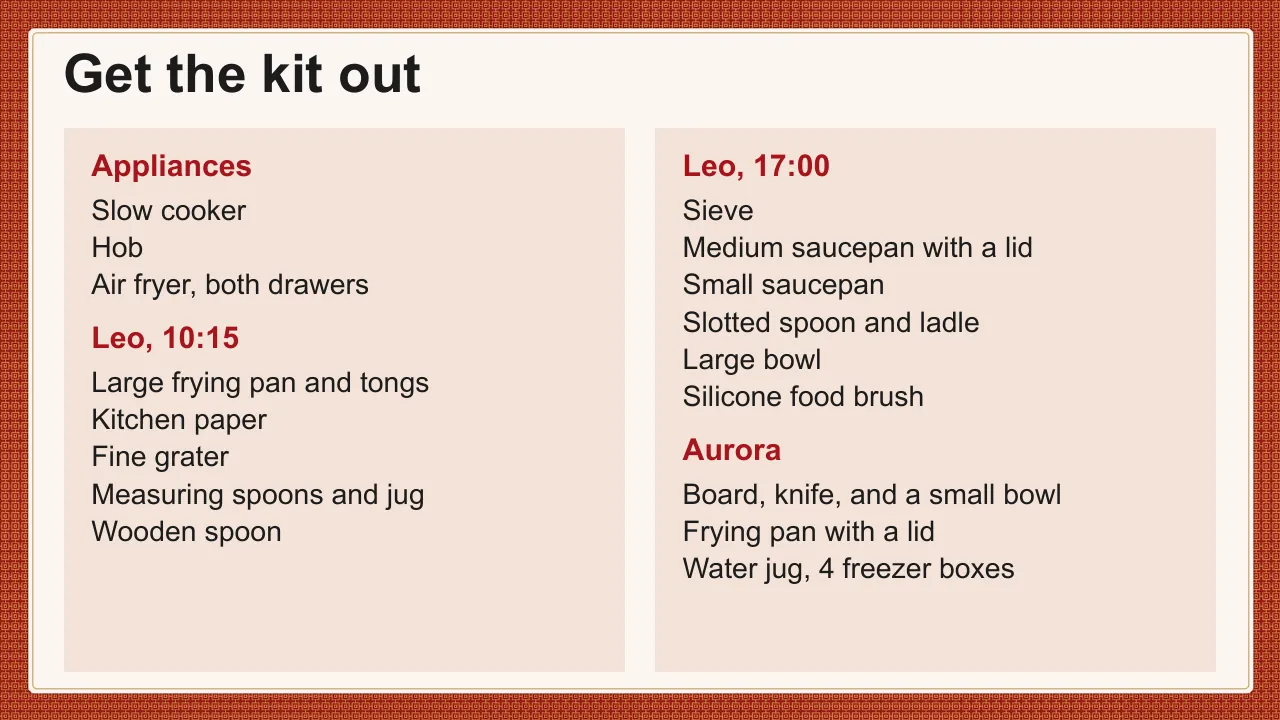 Get the kit out
Appliances
Slow cooker
Hob
Air fryer, both drawers
Leo, 10:15
Large frying pan and tongs
Kitchen paper
Fine grater
Measuring spoons and jug
Wooden spoon
Leo, 17:00
Sieve
Medium saucepan with a lid
Small saucepan
Slotted spoon and ladle
Large bowl
Silicone food brush
Aurora
Board, knife, and a small bowl
Frying pan with a lid
Water jug, 4 freezer boxes